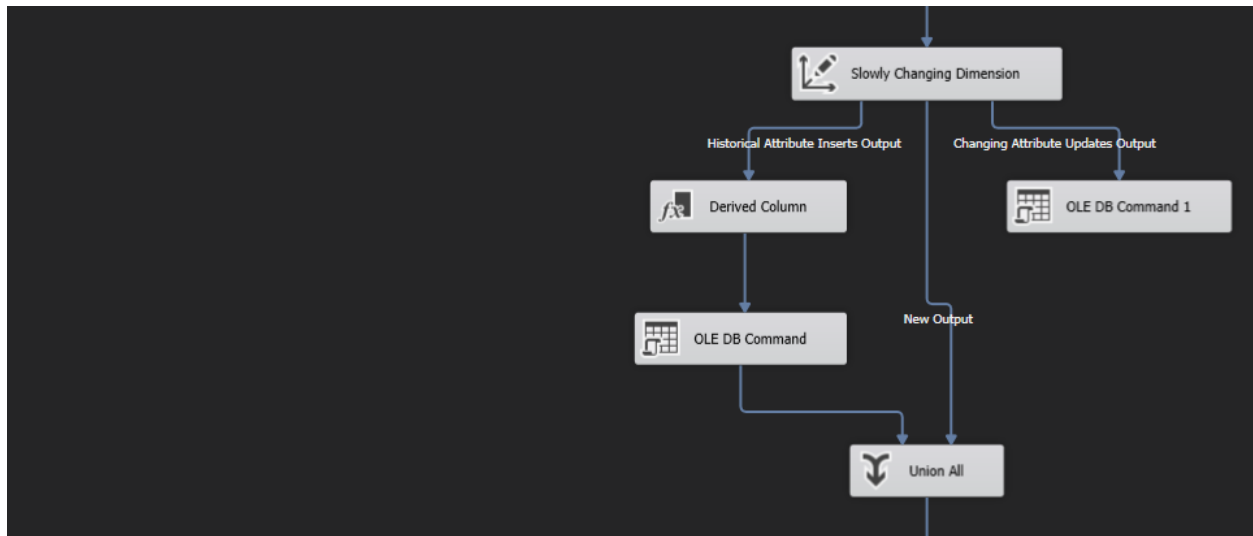 Slowly Changing Dimension
Historical Attribute Inserts Output
Changing Attribute Updates Output
Derived Column
OLE DB Command 1
New Output
OLE DB Command
Union All